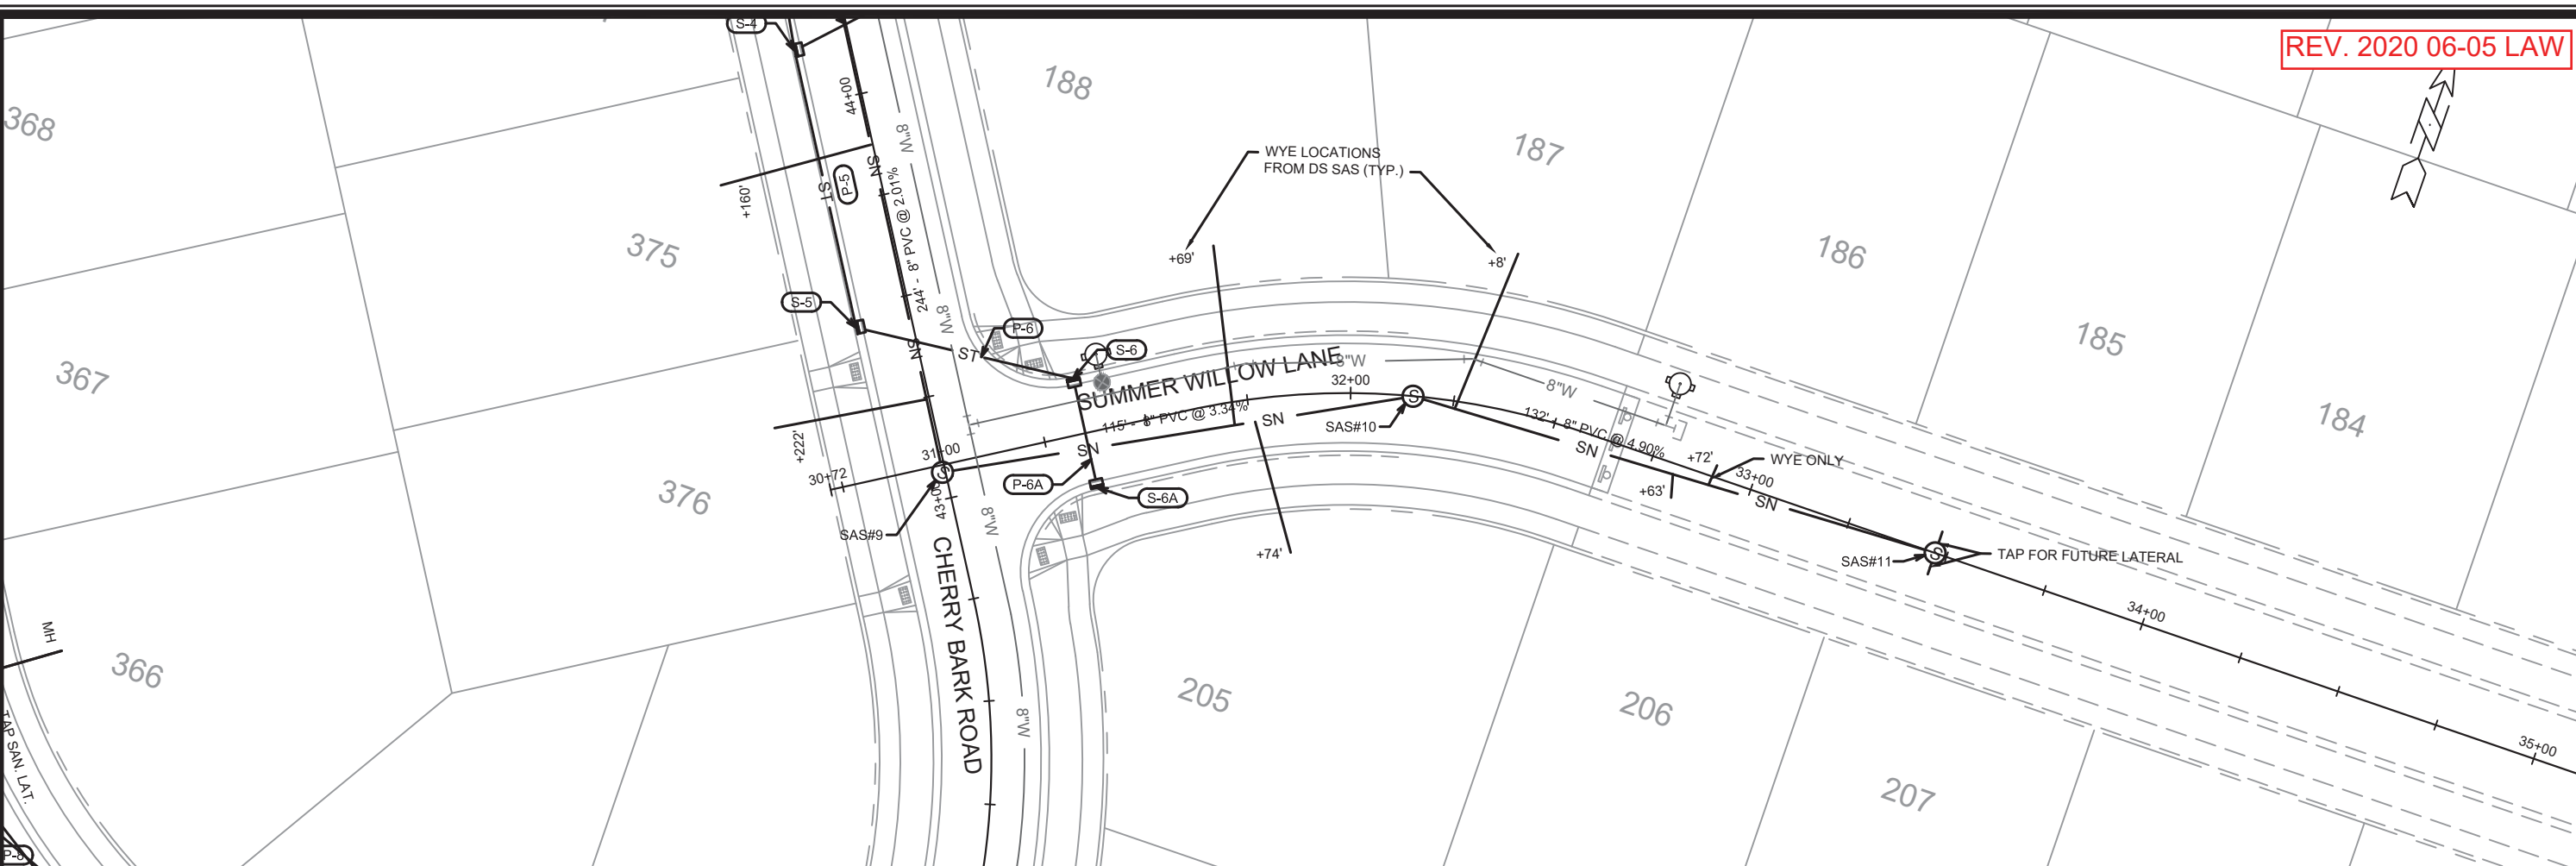 REV. 2020 06-05 LAW
S-4
188
368
44+00
8"W
187
WYE LOCATIONS
FROM DS SAS (TYP.)
SN
P-5
ST
+160'
244' - 8" PVC @ 2.01%
375
186
+69'
+8'
S-5
8"W
P-6
185
SN
ST
S-6
8"W
SUMMER WILLOW LANE
367
32+00
8"W
184
115' - 8" PVC @ 3.34%
SN
SAS#10
132' - 8" PVC @ 4.90%
+222'
31+00
SN
SN
+72'
WYE ONLY
30+72
S
P-6A
33+00
376
43+00
S-6A
+63'
SN
8"W
SAS#9
+74'
S
SAS#11
TAP FOR FUTURE LATERAL
CHERRY BARK ROAD
34+00
MH
366
205
206
8"W
TAP SAN. LAT.
35+00
207
P-8
S